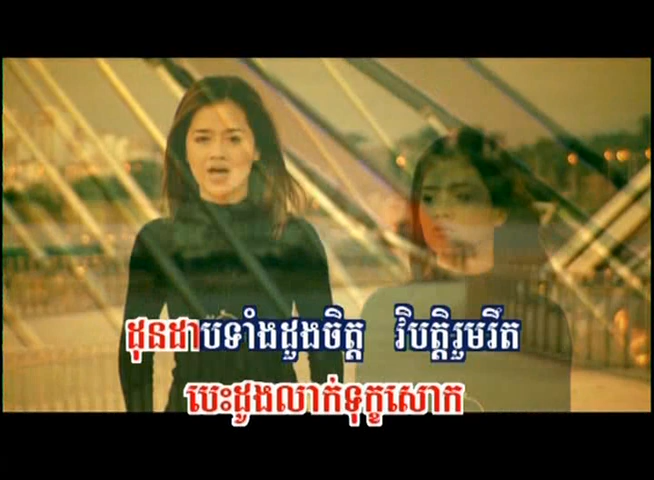 ដុនដាបទាំងដួងចិត្ត វិបត្តិរួមរឹត
បេះដូងលាក់ទុក្ខសោក